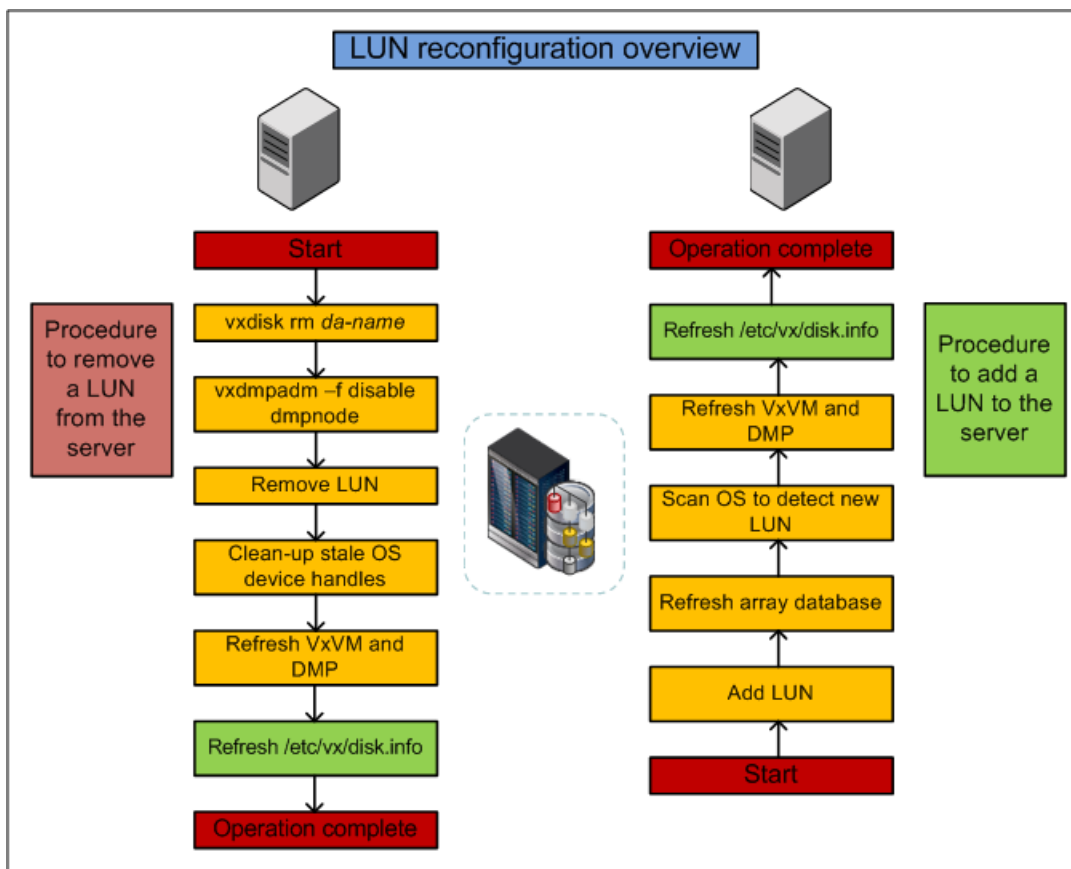 LUN reconfiguration overview
Procedure
to remove
a LUN
from the
server
Start
vxdisk rm da-name
vxdmpadm –f disable
dmpnode
Remove LUN
Clean-up stale OS
device handles
Refresh VxVM and
DMP
Refresh /etc/vx/disk.info
Operation complete
Operation complete
Refresh /etc/vx/disk.info
Refresh VxVM and
DMP
Scan OS to detect new
LUN
Refresh array database
Add LUN
Start
Procedure
to add a
LUN to the
server